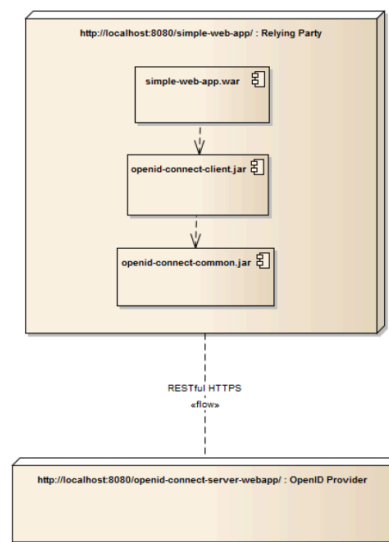 http://localhost:8080/simple-web-app/ : Relying Party
simple-web-app.war
openid-connect-client.jar
openid-connect-common.jar
RESTful HTTPS
«flow»
http://localhost:8080/openid-connect-server-webapp/ : OpenID Provider